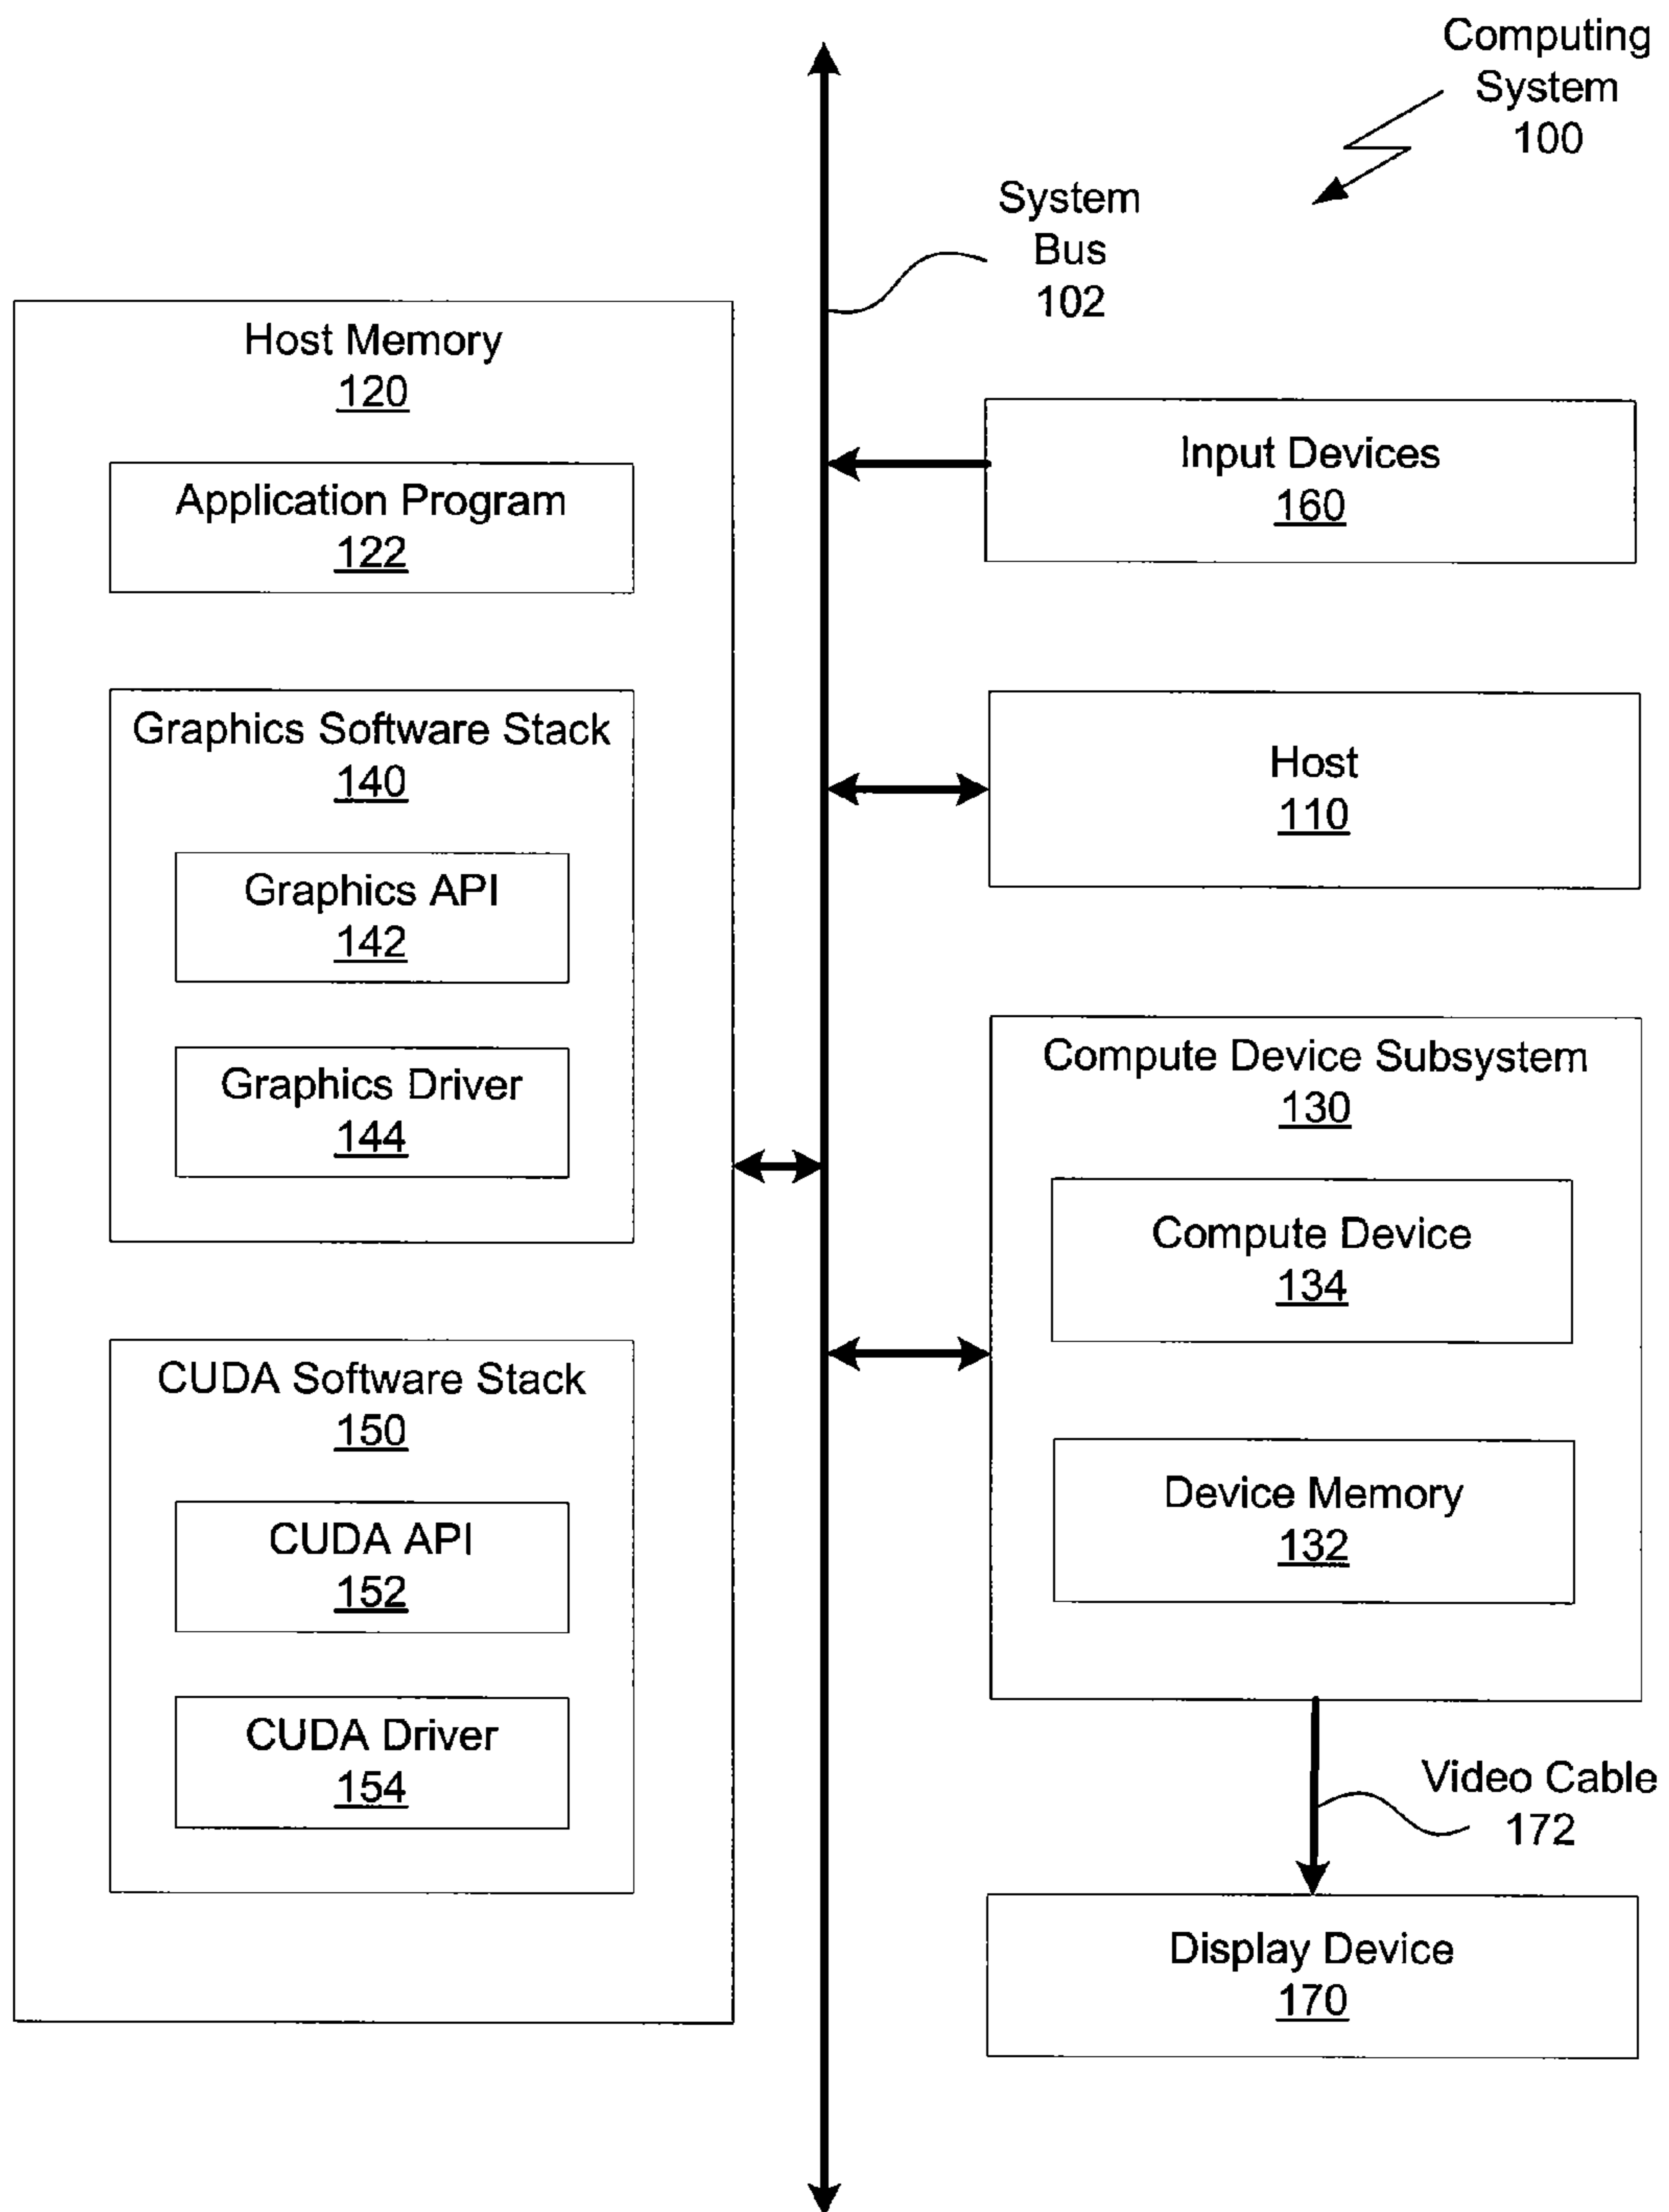 Computing
System
100
System
Bus
102
Host Memory
120
Application Program
122
Graphics Software Stack
140
Graphics API
142
Graphics Driver
144
CUDA Software Stack
150
CUDA API
152
CUDA Driver
154
Input Devices
160
Host
110
Compute Device Subsystem
130
Compute Device
134
Device Memory
132
Video Cable
172
Display Device
170